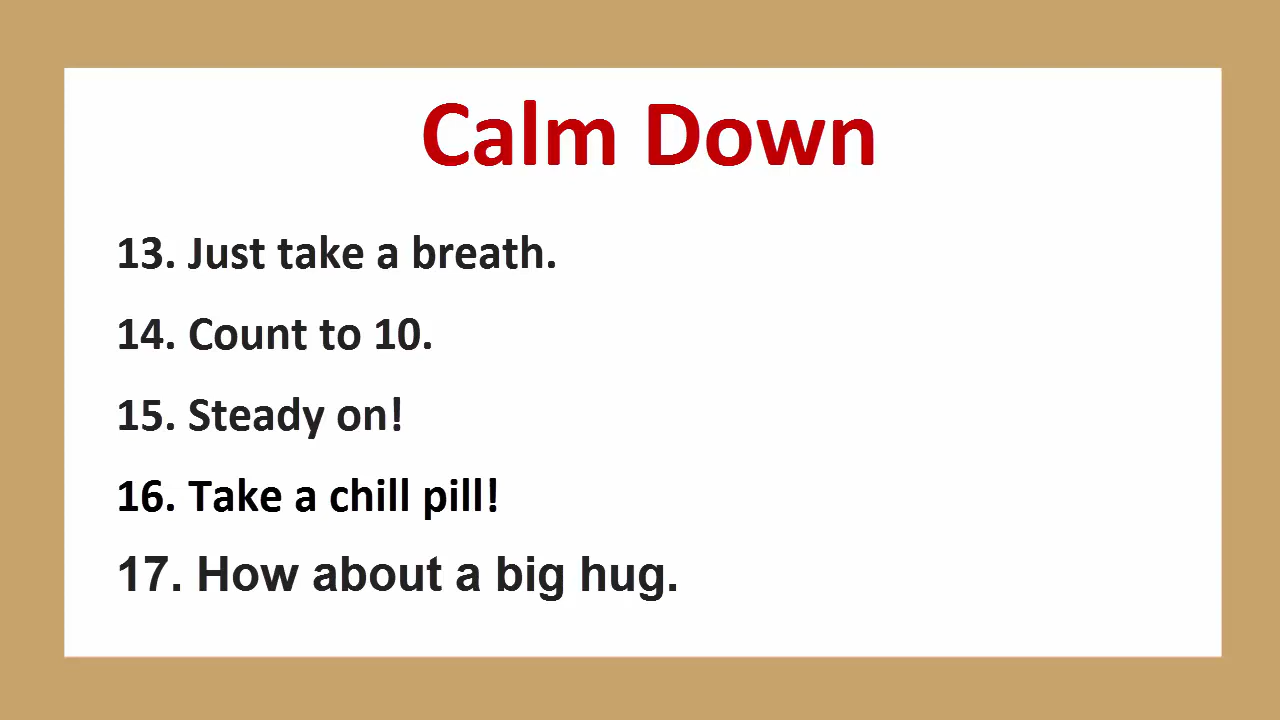 Calm Down
13. Just take a breath.
14. Count to 10.
15. Steady on!
16. Take a chill pill!
17. How about a big hug.